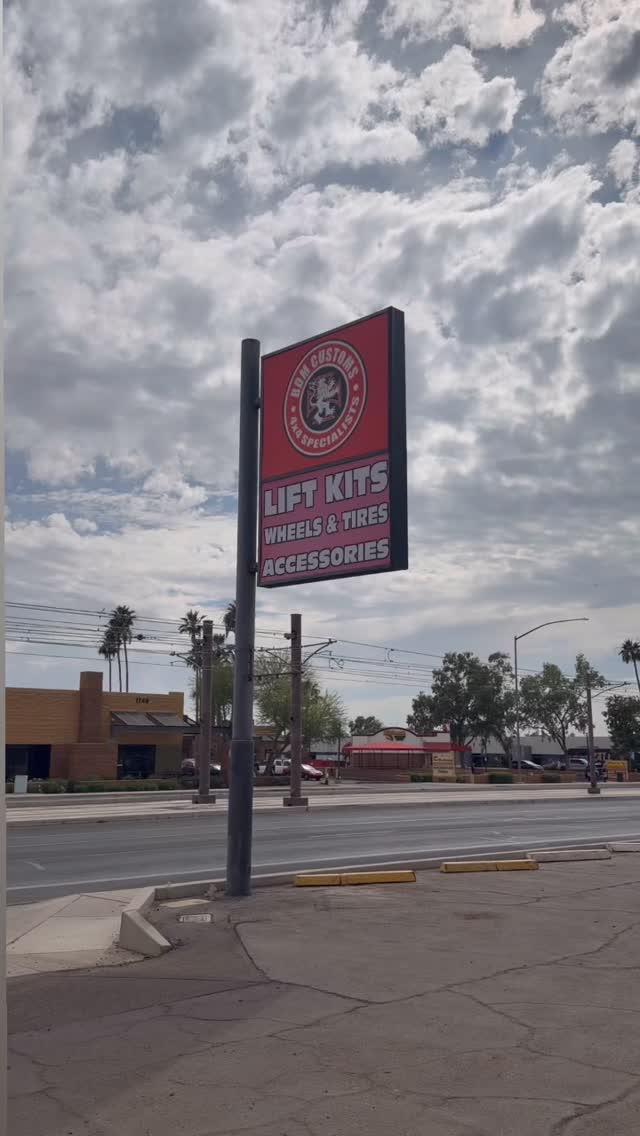 BDM CUSTOMS
4X4 SPECIALISTS
LIFT KITS
WHEELS & TIRES
ACCESSORIES